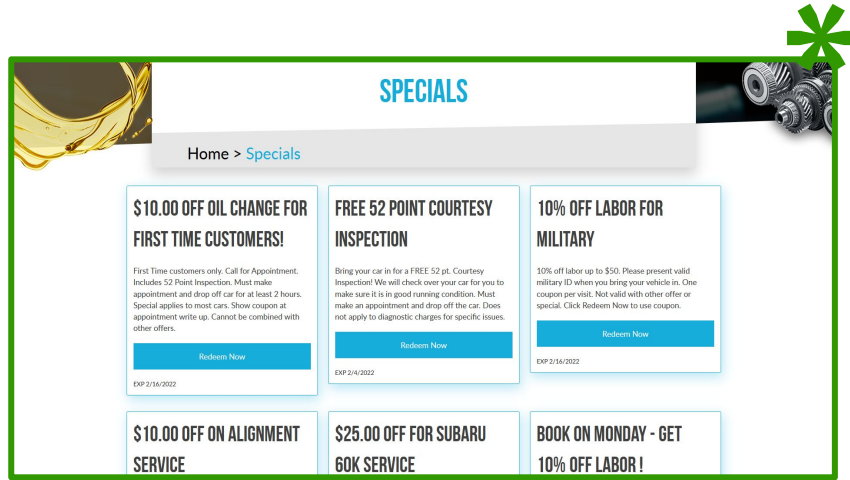 SPECIALS
Home > Specials
$10.00 OFF OIL CHANGE FOR
FIRST TIME CUSTOMERS!
First Time customers only. Call for Appointment.
Includes 52 Point Inspection. Must make
appointment and drop off car for at least 2 hours.
Special applies to most cars. Show coupon at
appointment write up. Cannot be combined with
other offers.
Redeem Now
EXP 2/16/2022
FREE 52 POINT COURTESY
INSPECTION
Bring your car in for a FREE 52 pt. Courtesy
Inspection! We will check over your car for you to
make sure it is in good running condition. Must
make an appointment and drop off the car. Does
not apply to diagnostic charges for specific issues.
Redeem Now
EXP 2/4/2022
10% OFF LABOR FOR
MILITARY
10% off labor up to $50. Please present valid
military ID when you bring your vehicle in. One
coupon per visit. Not valid with other offer or
special. Click Redeem Now to use coupon.
Redeem Now
EXP 2/16/2022
$10.00 OFF ON ALIGNMENT
SERVICE
$25.00 OFF FOR SUBARU
60K SERVICE
BOOK ON MONDAY - GET
10% OFF LABOR !